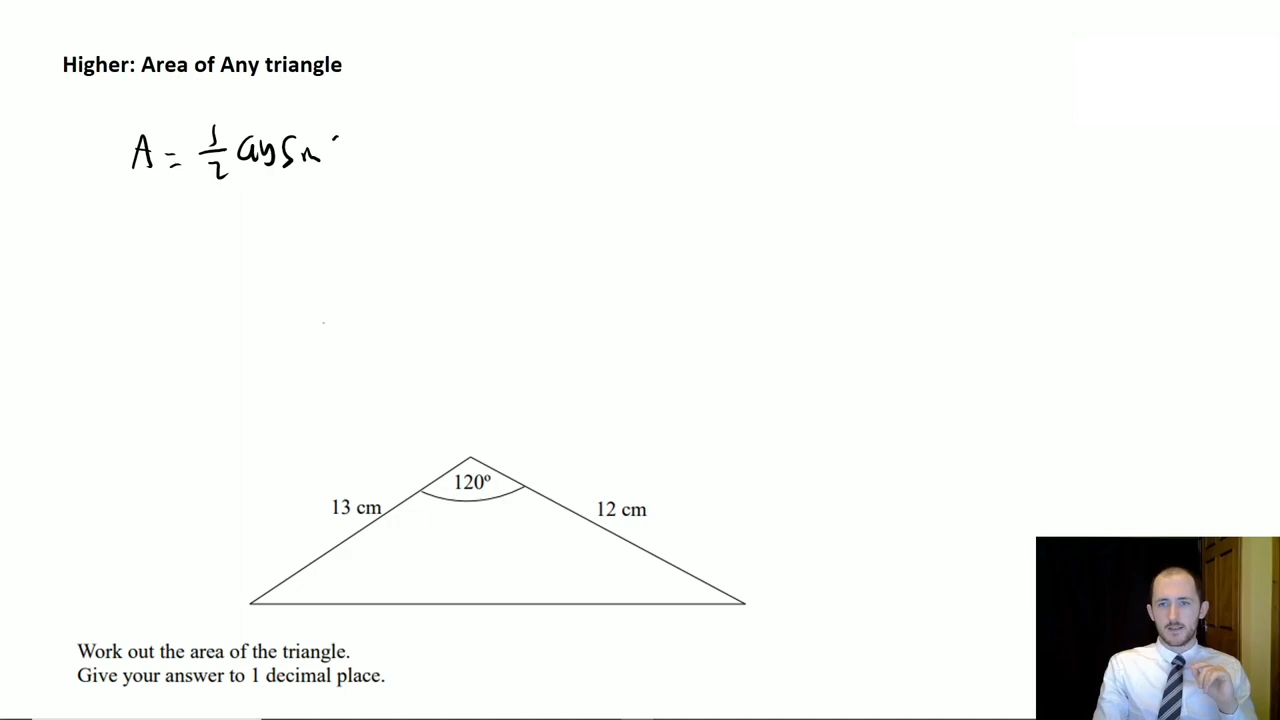 Higher: Area of Any triangle
A = 1/2 ab Sin
120º
13 cm
12 cm
Work out the area of the triangle.
Give your answer to 1 decimal place.